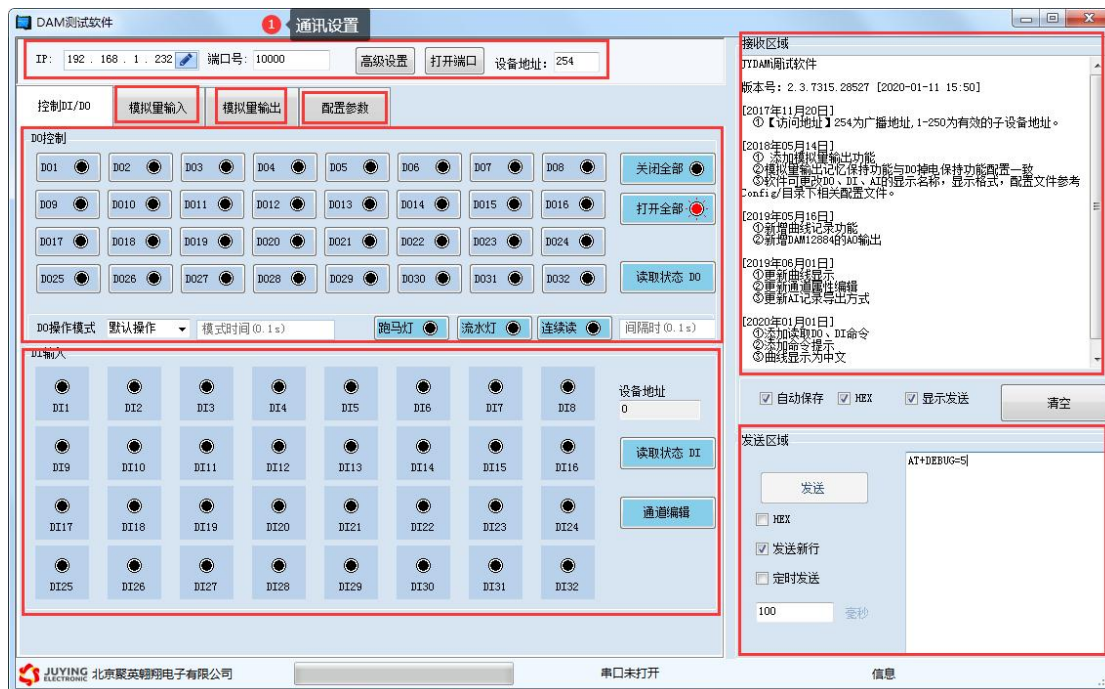 DAM测试软件
1 通讯设置
IP: 192 . 168 . 1 . 232 端口号: 10000 高级设置 打开端口 设备地址: 254
控制DI/DO 模拟量输入 模拟量输出 配置参数
DO控制
DO1 DO2 DO3 DO4 DO5 DO6 DO7 DO8 关闭全部
DO9 DO10 DO11 DO12 DO13 DO14 DO15 DO16 打开全部
DO17 DO18 DO19 DO20 DO21 DO22 DO23 DO24
DO25 DO26 DO27 DO28 DO29 DO30 DO31 DO32 读取状态 DO
DO操作模式 默认操作 模式时间(0.1s) 跑马灯 流水灯 连续读 间隔时(0.1s)
DI输入
设备地址
DI1 DI2 DI3 DI4 DI5 DI6 DI7 DI8 0
DI9 DI10 DI11 DI12 DI13 DI14 DI15 DI16 读取状态 DI
DI17 DI18 DI19 DI20 DI21 DI22 DI23 DI24 通道编辑
DI25 DI26 DI27 DI28 DI29 DI30 DI31 DI32
接收区域
JYDAM调试软件
版本号: 2.3.7315.28527 [2020-01-11 15:50]
[2017年11月20日]
①【访问地址】254为广播地址,1-250为有效的子设备地址。
[2018年05月14日]
① 添加模拟量输出功能
②模拟量输出记忆保持功能与DO掉电保持功能配置一致
③软件可更改DO、DI、AI的显示名称，显示格式，配置文件参考
Config/目录下相关配置文件。
[2019年05月16日]
①新增曲线记录功能
②新增DAM12884的AO输出
[2019年06月01日]
①更新曲线显示
②更新通道属性编辑
③更新AI记录导出方式
[2020年01月01日]
①添加读取DO、DI命令
②添加命令提示
③曲线显示为中文
自动保存 HEX 显示发送 清空
发送区域
AT+DEBUG=5
发送
HEX
发送新行
定时发送
100 毫秒
JUYING ELECTRONIC 北京聚英翱翔电子有限公司 串口未打开 信息